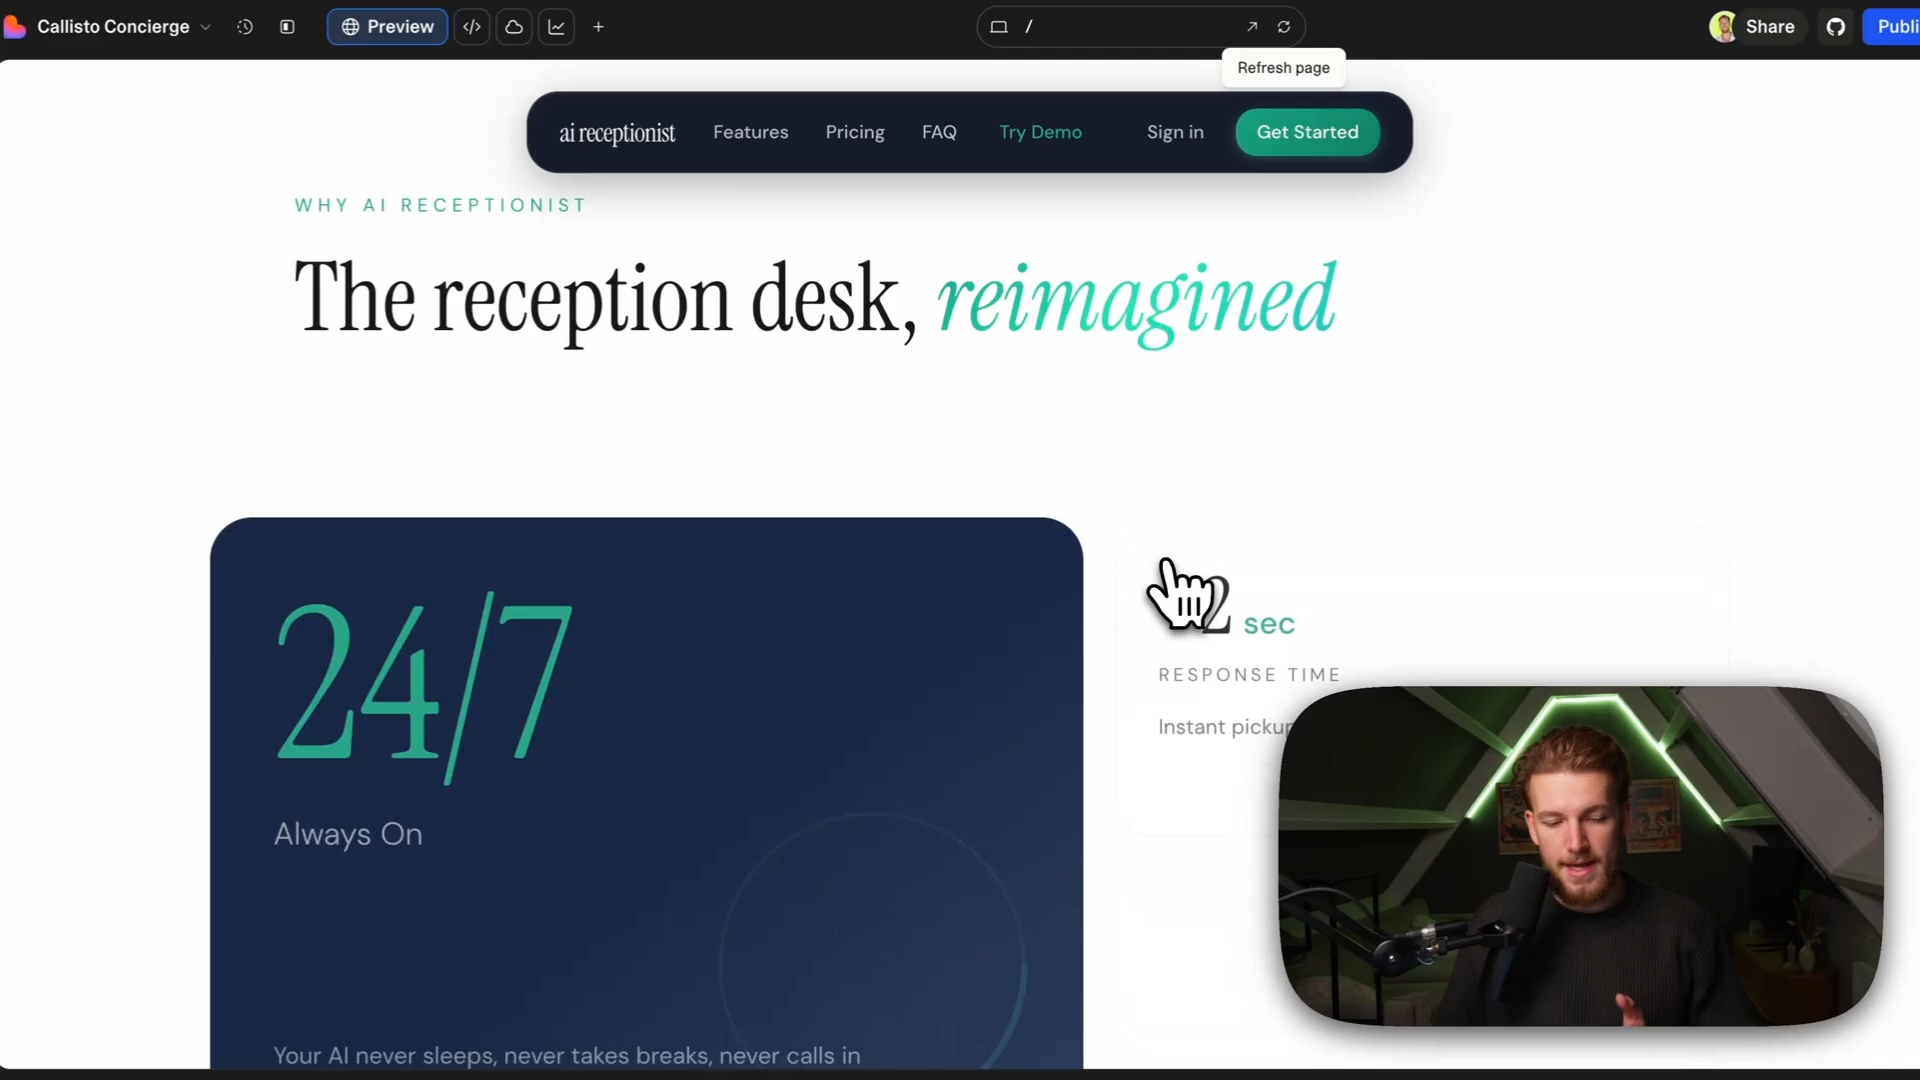 Callisto Concierge
Preview
/
Share
Publi
Refresh page
ai receptionist
Features
Pricing
FAQ
Try Demo
Sign in
Get Started
WHY AI RECEPTIONIST
The reception desk, reimagined
24/7
Always On
Your AI never sleeps, never takes breaks, never calls in
2 sec
RESPONSE TIME
Instant pickup